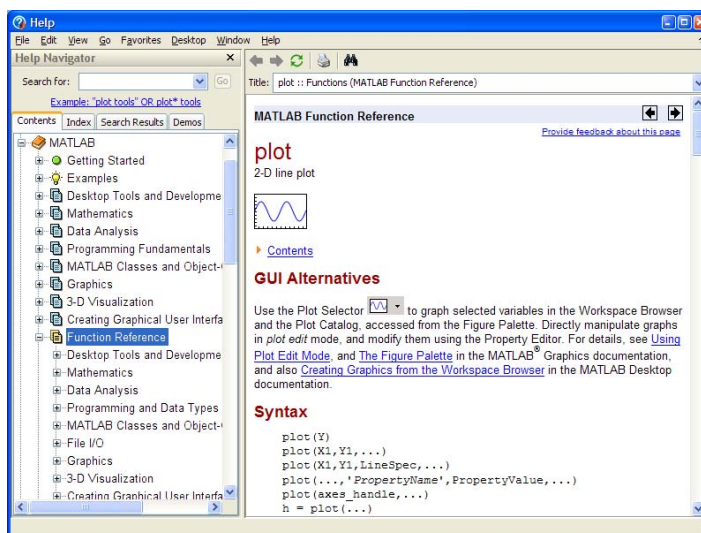 Help
File Edit View Go Favorites Desktop Window Help
Help Navigator
Search for:
Go
Example: "plot tools" OR plot* tools
Contents Index Search Results Demos
MATLAB
Getting Started
Examples
Desktop Tools and Developme
Mathematics
Data Analysis
Programming Fundamentals
MATLAB Classes and Object-
Graphics
3-D Visualization
Creating Graphical User Interfa
Function Reference
Desktop Tools and Developme
Mathematics
Data Analysis
Programming and Data Types
MATLAB Classes and Object-
File I/O
Graphics
3-D Visualization
Creating Graphical User Interfa
Title: plot :: Functions (MATLAB Function Reference)
MATLAB Function Reference
Provide feedback about this page
plot
2-D line plot
Contents
GUI Alternatives
Use the Plot Selector to graph selected variables in the Workspace Browser
and the Plot Catalog, accessed from the Figure Palette. Directly manipulate graphs
in plot edit mode, and modify them using the Property Editor. For details, see Using
Plot Edit Mode, and The Figure Palette in the MATLAB® Graphics documentation,
and also Creating Graphics from the Workspace Browser in the MATLAB Desktop
documentation.
Syntax
plot(Y)
plot(X1,Y1,...)
plot(X1,Y1,LineSpec,...)
plot(...,'PropertyName',PropertyValue,...)
plot(axes_handle,...)
h = plot(...)